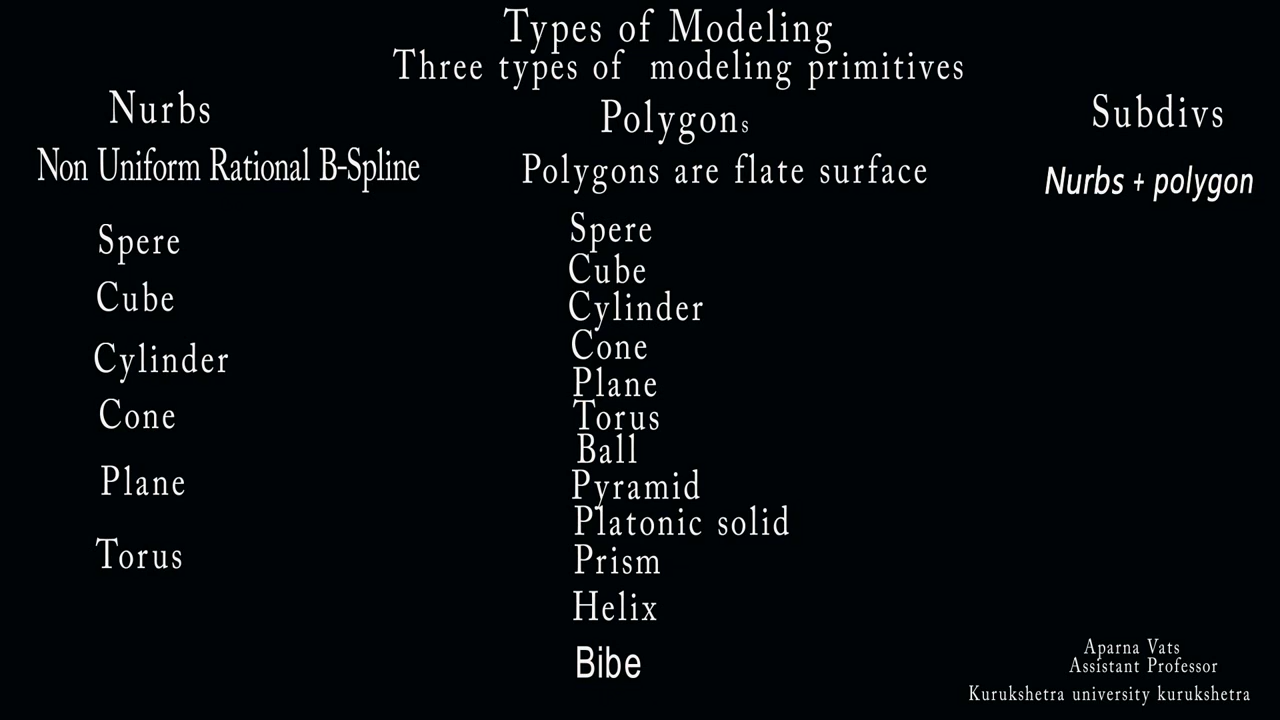 Types of Modeling
Three types of modeling primitives
Nurbs
Non Uniform Rational B-Spline
Spere
Cube
Cylinder
Cone
Plane
Torus
Polygons
Polygons are flate surface
Spere
Cube
Cylinder
Cone
Plane
Torus
Ball
Pyramid
Platonic solid
Prism
Helix
Bibe
Subdivs
Nurbs + polygon
Aparna Vats
Assistant Professor
Kurukshetra university kurukshetra